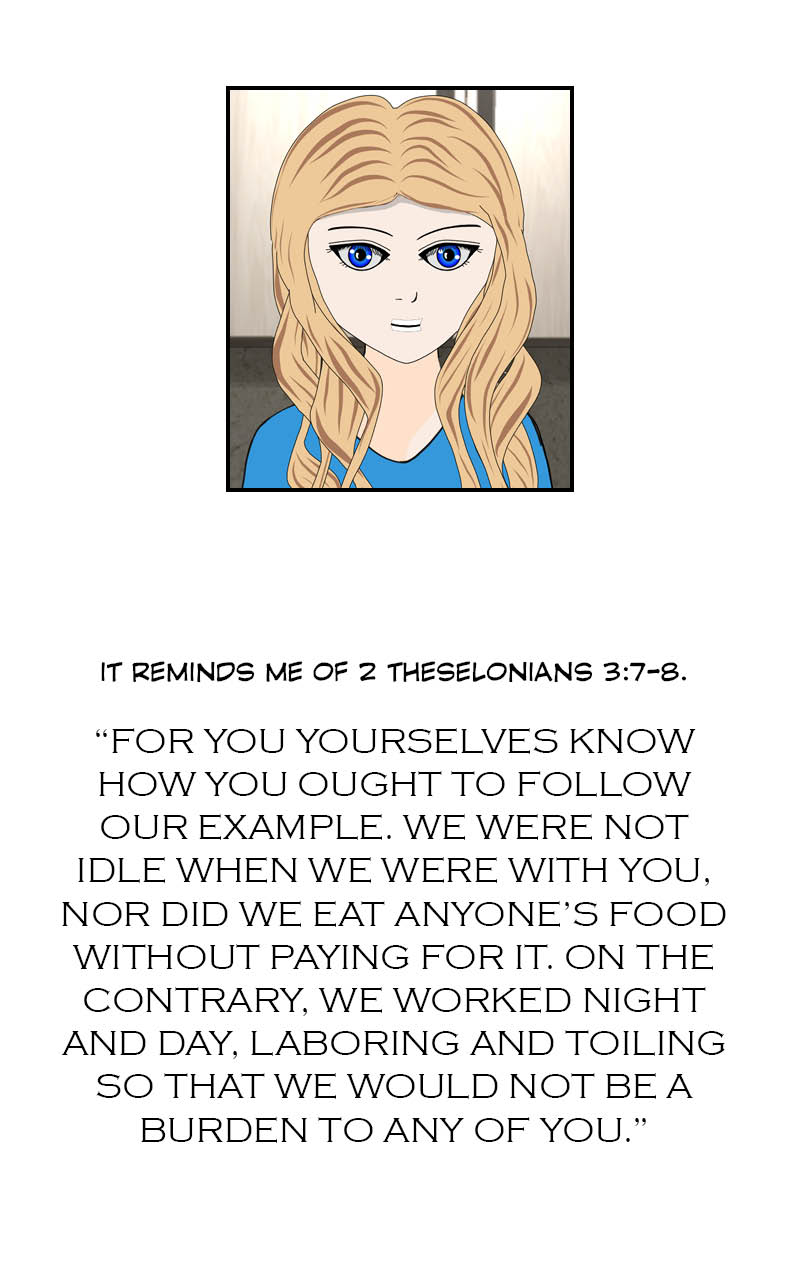 IT REMINDS ME OF 2 THESELONIANS 3:7-8.
“FOR YOU YOURSELVES KNOW
HOW YOU OUGHT TO FOLLOW
OUR EXAMPLE. WE WERE NOT
IDLE WHEN WE WERE WITH YOU,
NOR DID WE EAT ANYONE’S FOOD
WITHOUT PAYING FOR IT. ON THE
CONTRARY, WE WORKED NIGHT
AND DAY, LABORING AND TOILING
SO THAT WE WOULD NOT BE A
BURDEN TO ANY OF YOU.”